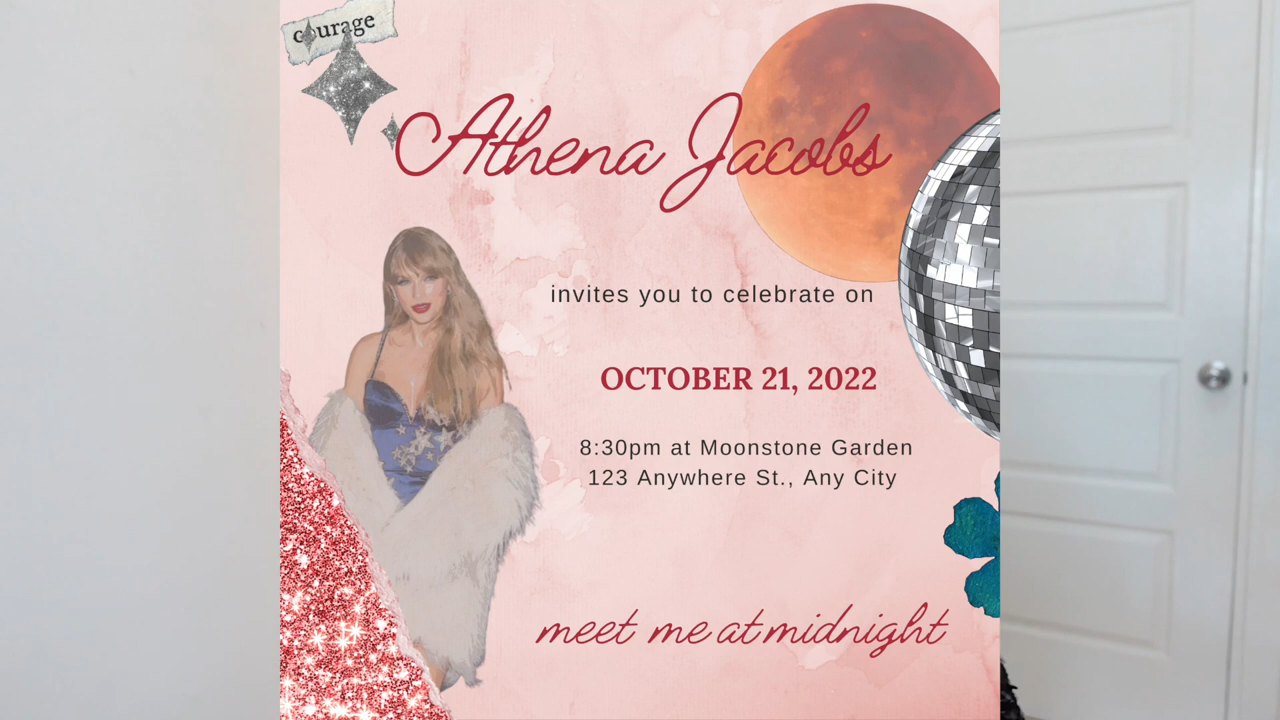 courage
Athena Jacobs
invites you to celebrate on
OCTOBER 21, 2022
8:30pm at Moonstone Garden
123 Anywhere St., Any City
meet me at midnight